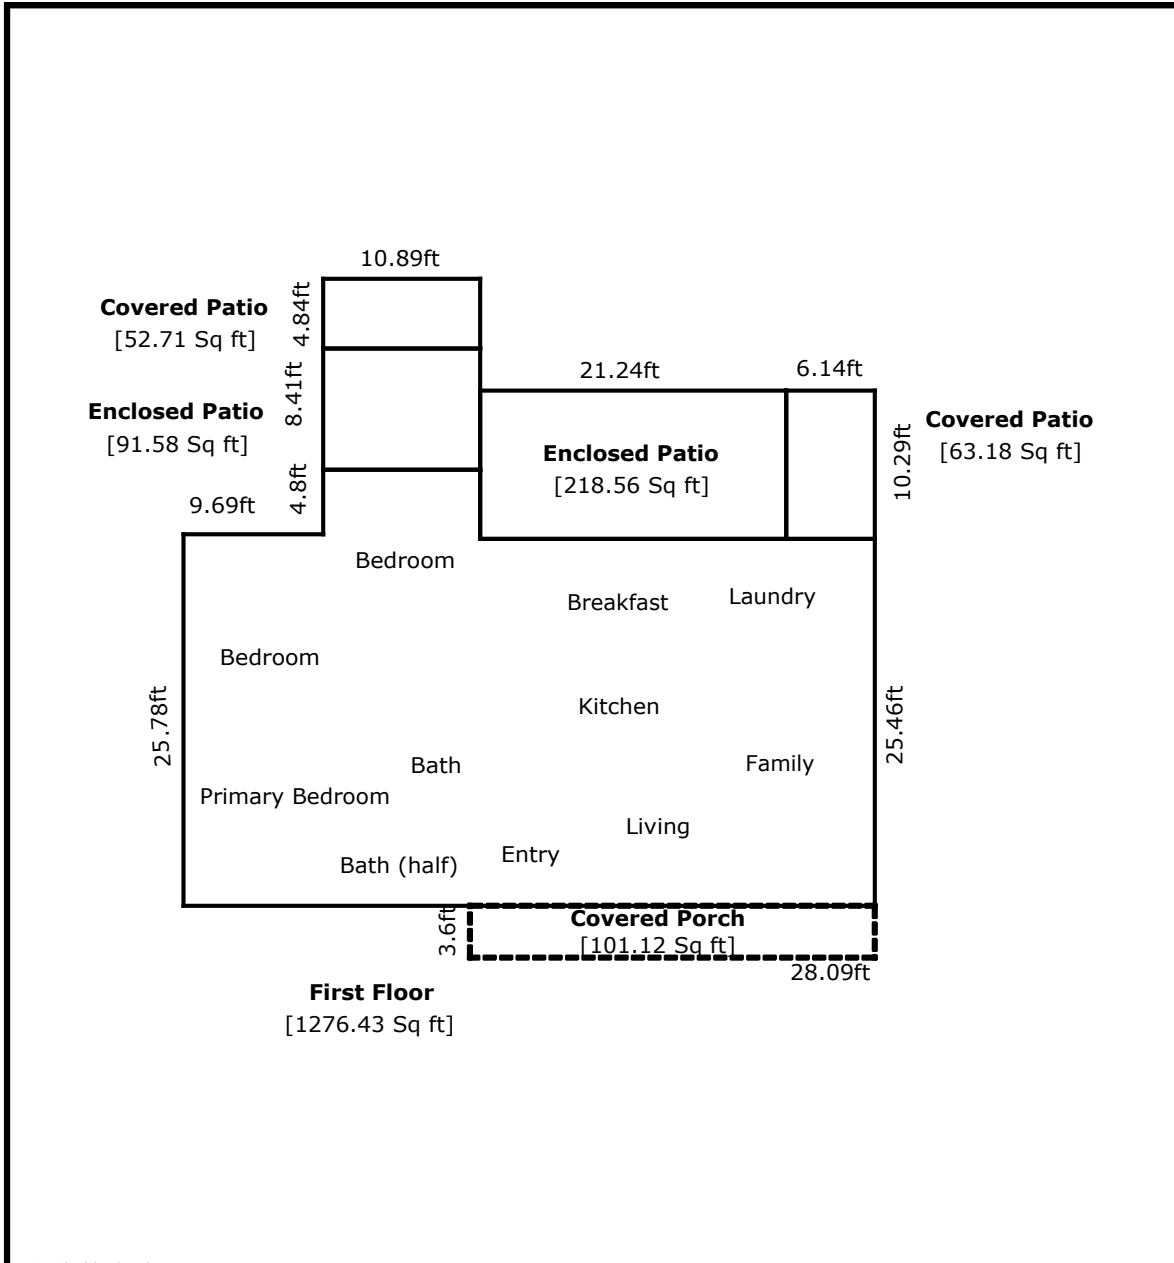 10.89ft
Covered Patio
[52.71 Sq ft]
4.84ft
8.41ft
21.24ft
6.14ft
Enclosed Patio
[91.58 Sq ft]
Covered Patio
[63.18 Sq ft]
10.29ft
Enclosed Patio
[218.56 Sq ft]
4.8ft
9.69ft
Bedroom
Breakfast
Laundry
Bedroom
25.78ft
Kitchen
25.46ft
Bath
Family
Primary Bedroom
Living
Entry
Bath (half)
3.6ft
Covered Porch
[101.12 Sq ft]
28.09ft
First Floor
[1276.43 Sq ft]